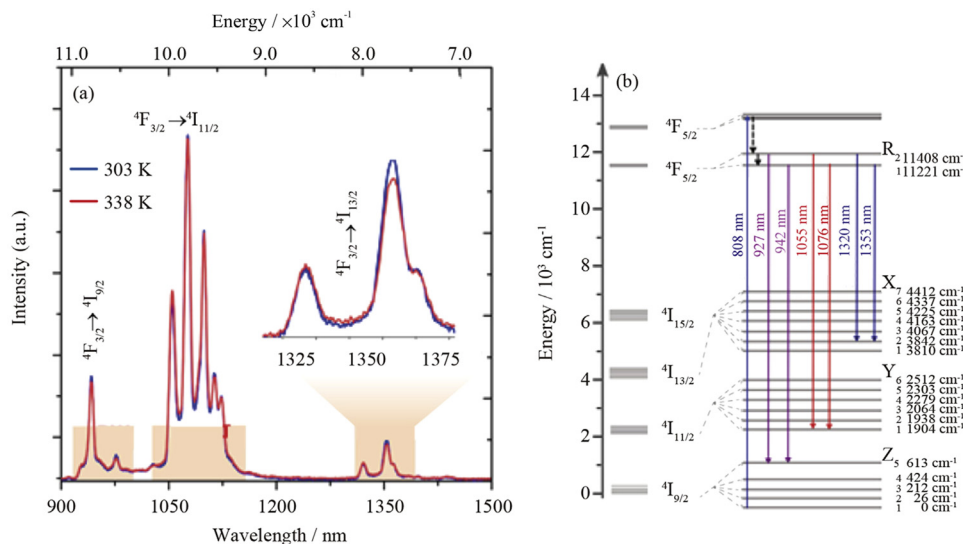 Energy / ×10³ cm⁻¹
11.0 10.0 9.0 8.0 7.0
(a)
⁴F₃/₂→⁴I₁₁/₂
303 K
338 K
⁴F₃/₂→⁴I₁₃/₂
⁴F₃/₂→⁴I₉/₂
Intensity (a.u.)
1325 1350 1375
900 1050 1200 1350 1500
Wavelength / nm
(b)
Energy / 10³ cm⁻¹
14
12
10
8
6
4
2
0
⁴F₅/₂
⁴F₅/₂
⁴I₁₅/₂
⁴I₁₃/₂
⁴I₁₁/₂
⁴I₉/₂
808 nm
927 nm
942 nm
1055 nm
1076 nm
1320 nm
1353 nm
R
2 11408 cm⁻¹
1 11221 cm⁻¹
X
7 4412 cm⁻¹
6 4337 cm⁻¹
5 4225 cm⁻¹
4 4163 cm⁻¹
3 4067 cm⁻¹
2 3842 cm⁻¹
1 3810 cm⁻¹
Y
6 2512 cm⁻¹
5 2303 cm⁻¹
4 2279 cm⁻¹
3 2064 cm⁻¹
2 1938 cm⁻¹
1 1904 cm⁻¹
Z
5 613 cm⁻¹
4 424 cm⁻¹
3 212 cm⁻¹
2 26 cm⁻¹
1 0 cm⁻¹